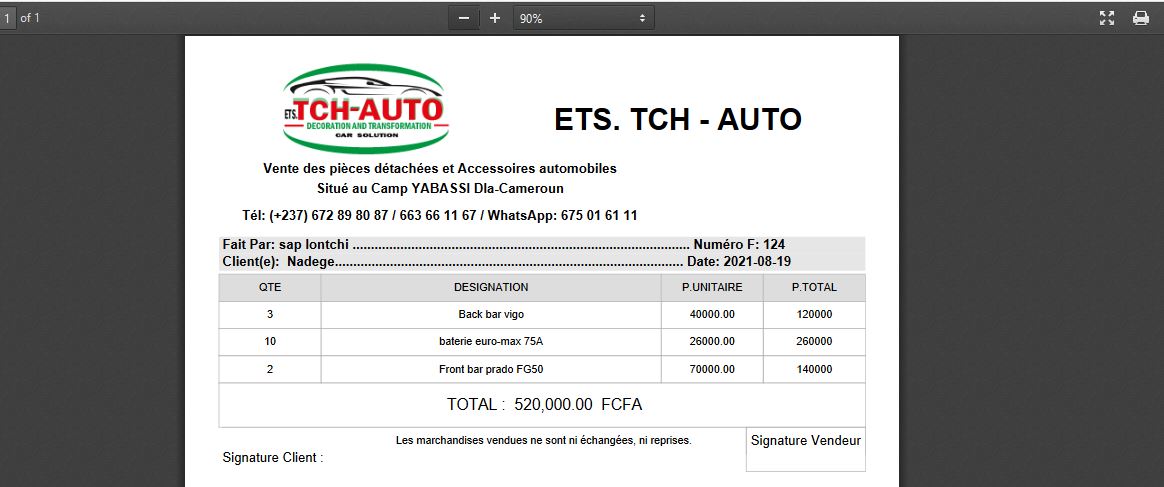 1 of 1
90%
ETS. TCH-AUTO
DECORATION AND TRANSFORMATION
CAR SOLUTION
ETS. TCH - AUTO
Vente des pièces détachées et Accessoires automobiles
Situé au Camp YABASSI Dla-Cameroun
Tél: (+237) 672 89 80 87 / 663 66 11 67 / WhatsApp: 675 01 61 11
Fait Par: sap lontchi ....................................................................................... Numéro F: 124
Client(e): Nadege.......................................................................................... Date: 2021-08-19
QTE DESIGNATION P.UNITAIRE P.TOTAL
3 Back bar vigo 40000.00 120000
10 baterie euro-max 75A 26000.00 260000
2 Front bar prado FG50 70000.00 140000
TOTAL : 520,000.00 FCFA
Les marchandises vendues ne sont ni échangées, ni reprises.
Signature Vendeur
Signature Client :